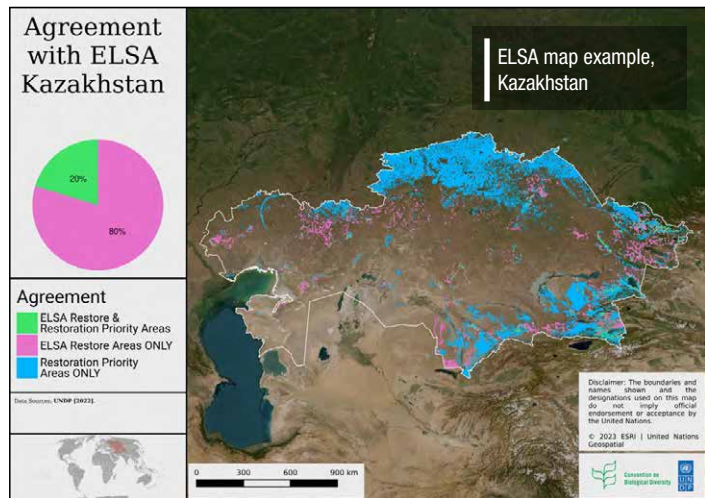 Agreement
with ELSA
Kazakhstan
20%
80%
Agreement
ELSA Restore &
Restoration Priority Areas
ELSA Restore Areas ONLY
Restoration Priority
Areas ONLY
Data Sources: UNDP [2022].
ELSA map example,
Kazakhstan
0 300 600 900 km
Disclaimer: The boundaries and
names shown and the
designations used on this map
do not imply official
endorsement or acceptance by
the United Nations.
© 2023 ESRI | United Nations
Geospatial
Convention on
Biological Diversity
U N
D P